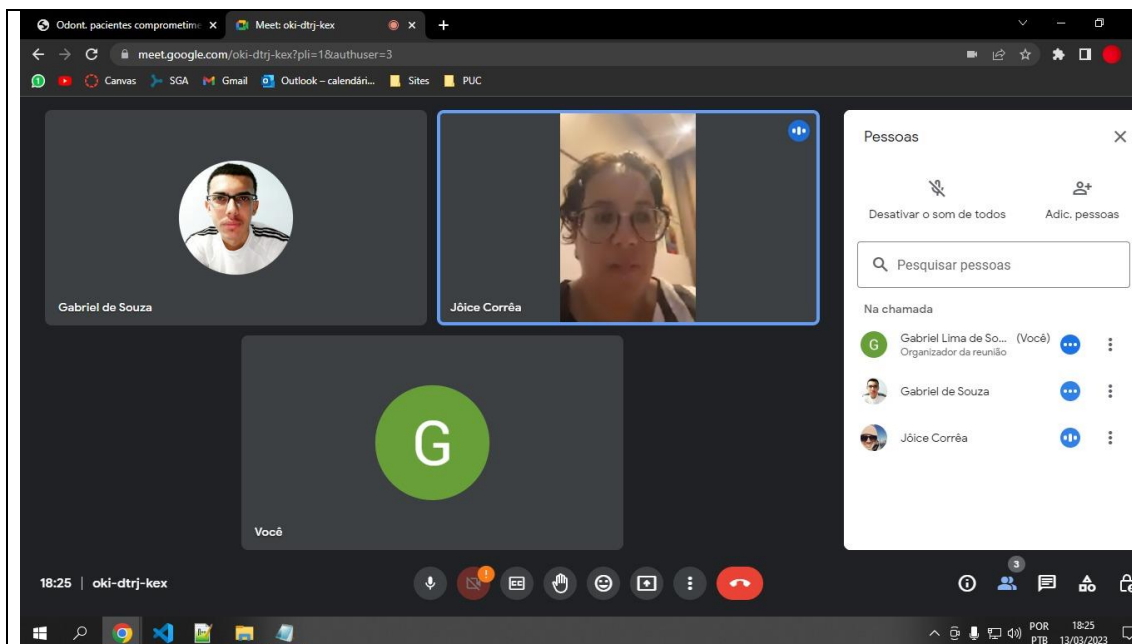 Odont. pacientes comprometime
Meet: oki-dtrj-kex
meet.google.com/oki-dtrj-kex?pli=1&authuser=3
Canvas SGA Gmail Outlook – calendári... Sites PUC
Gabriel de Souza
Jôice Corrêa
G
Você
Pessoas
Desativar o som de todos
Adic. pessoas
Pesquisar pessoas
Na chamada
G
Gabriel Lima de So... (Você)
Organizador da reunião
Gabriel de Souza
Jôice Corrêa
18:25 | oki-dtrj-kex
CC
3
POR
PTB
18:25
13/03/2023